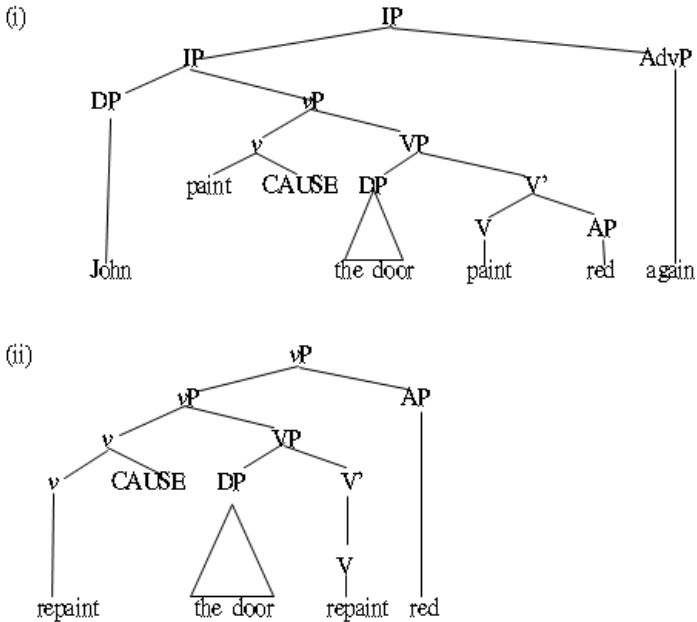 (i)
IP
IP AdvP
DP vP
v VP
paint CAUSE DP V’
V AP
John the door paint red again
(ii)
vP
vP AP
v VP
v CAUSE DP V’
V
repaint the door repaint red